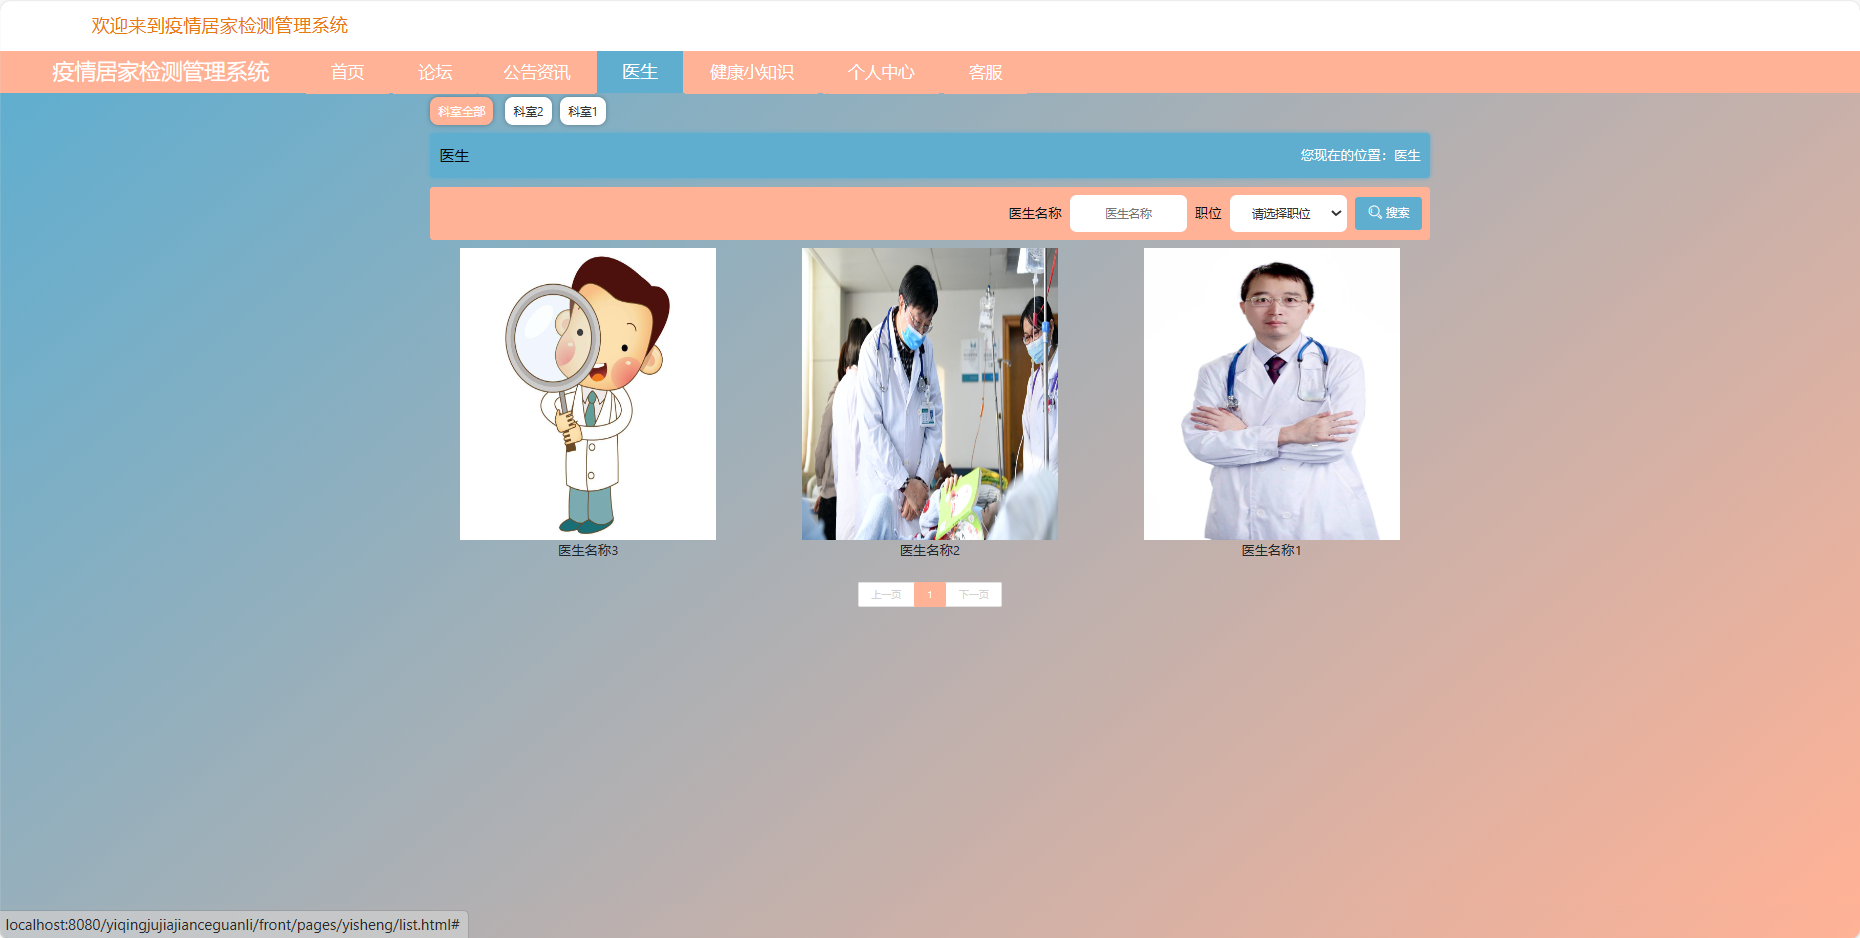 欢迎来到疫情居家检测管理系统
疫情居家检测管理系统 首页 论坛 公告资讯 医生 健康小知识 个人中心 客服
科室全部 科室2 科室1
医生 您现在的位置：医生
医生名称 医生名称 职位 请选择职位 搜索
医生名称3 医生名称2 医生名称1
上一页 1 下一页
localhost:8080/yiqingjujiajianceguanli/front/pages/yisheng/list.html#